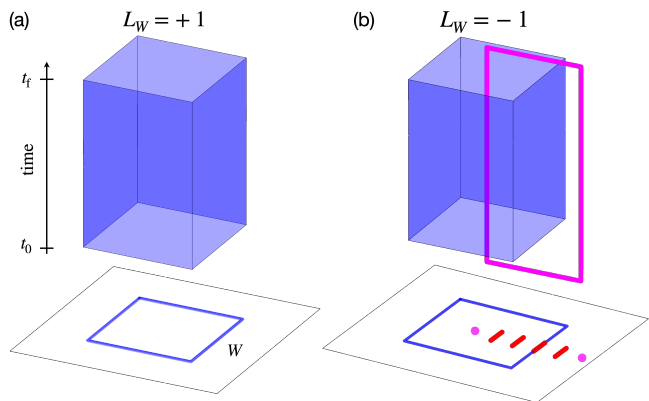 (a) L_W = + 1
(b) L_W = − 1
t_f
time
t_0
W